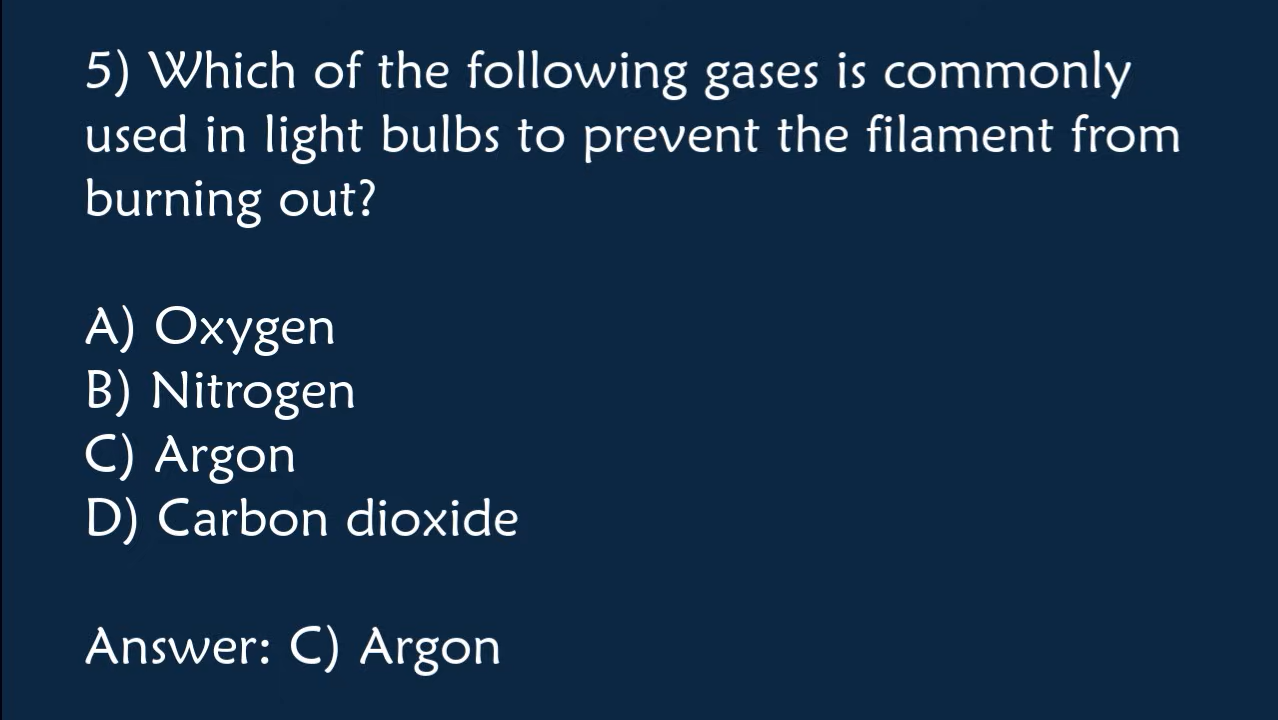 5) Which of the following gases is commonly
used in light bulbs to prevent the filament from
burning out?
A) Oxygen
B) Nitrogen
C) Argon
D) Carbon dioxide
Answer: C) Argon